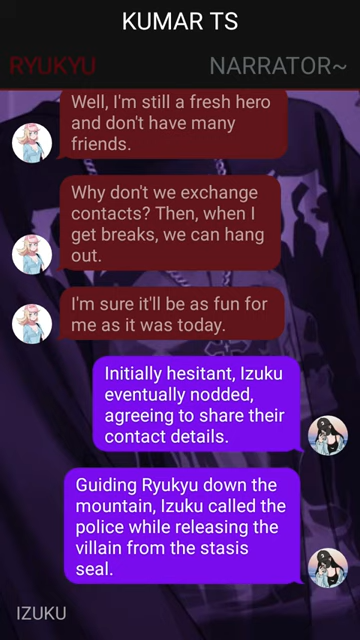 KUMAR TS
RYUKYU
NARRATOR~
Well, I'm still a fresh hero
and don't have many
friends.
Why don't we exchange
contacts? Then, when I
get breaks, we can hang
out.
I'm sure it'll be as fun for
me as it was today.
Initially hesitant, Izuku
eventually nodded,
agreeing to share their
contact details.
Guiding Ryukyu down the
mountain, Izuku called the
police while releasing the
villain from the stasis
seal.
IZUKU